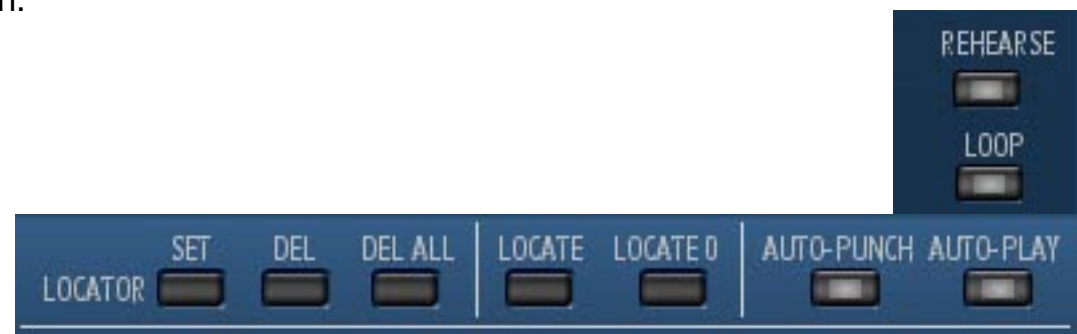 REHEARSE
LOOP
SET DEL DEL ALL LOCATE LOCATE 0 AUTO-PUNCH AUTO-PLAY
LOCATOR